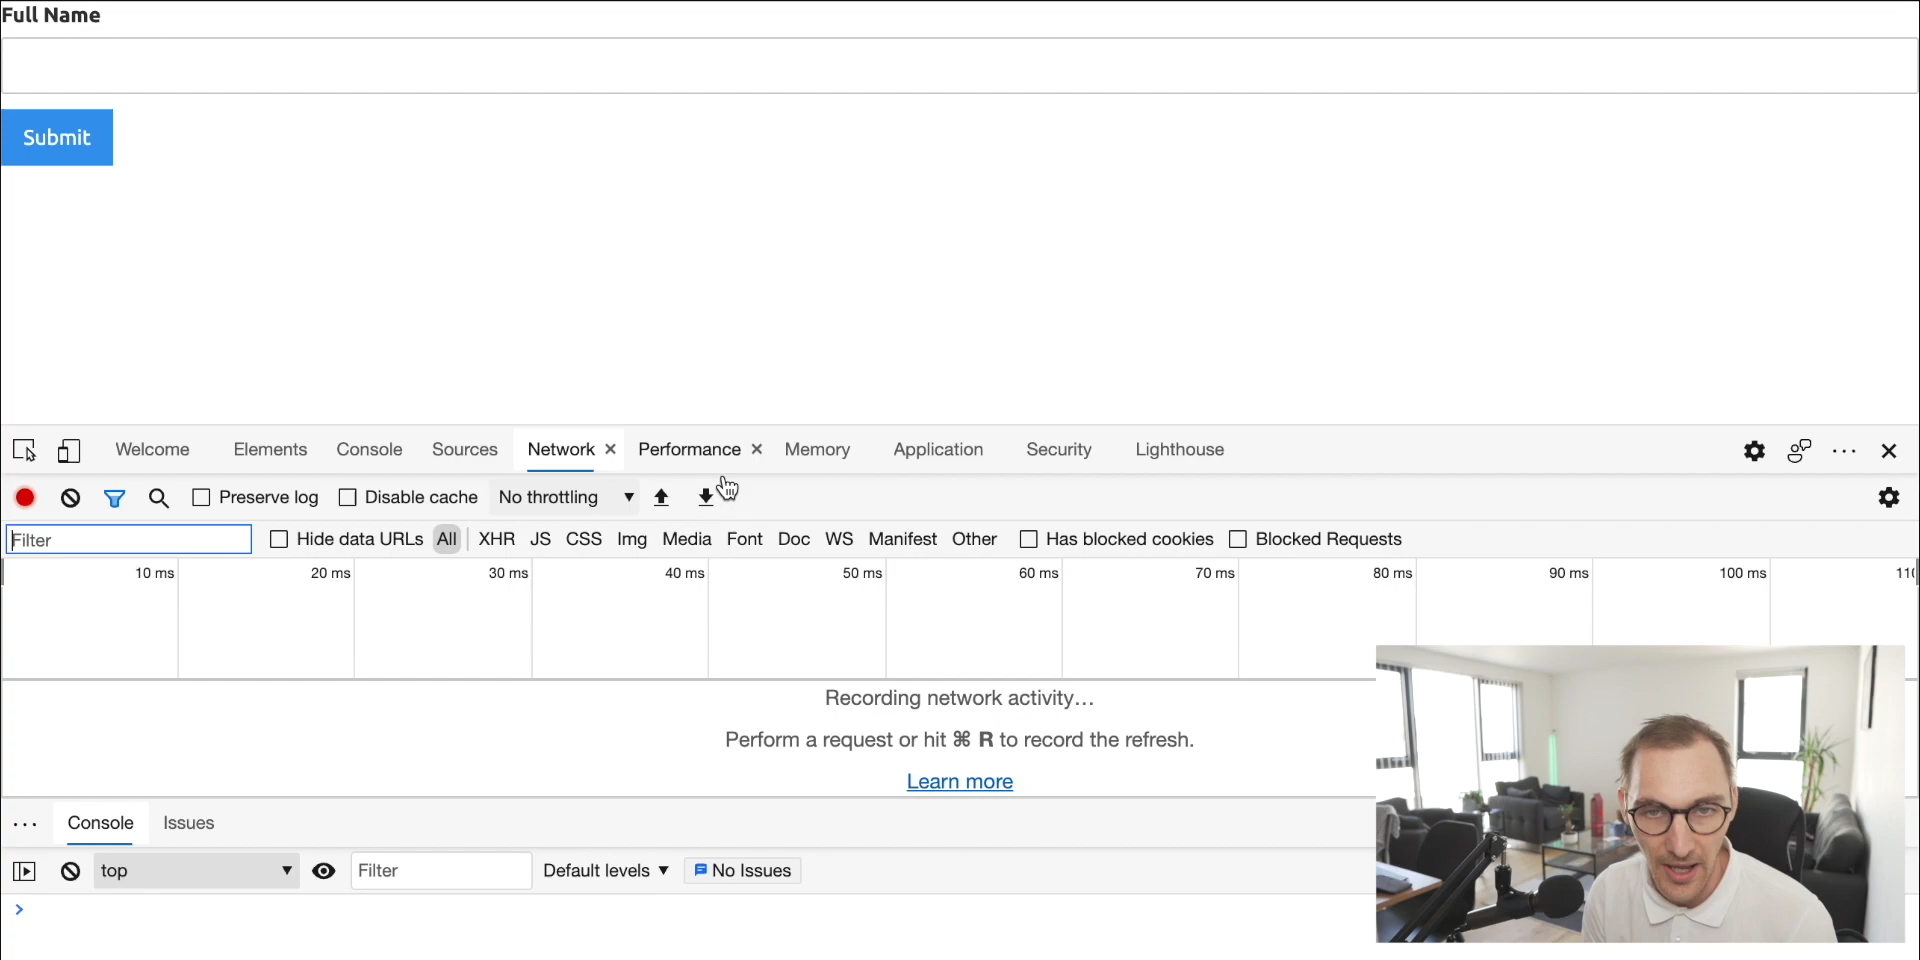 Full Name
Submit
Welcome Elements Console Sources Network Performance Memory Application Security Lighthouse
Preserve log Disable cache No throttling
Filter Hide data URLs All XHR JS CSS Img Media Font Doc WS Manifest Other Has blocked cookies Blocked Requests
10 ms 20 ms 30 ms 40 ms 50 ms 60 ms 70 ms 80 ms 90 ms 100 ms
Recording network activity…
Perform a request or hit ⌘ R to record the refresh.
Learn more
Console Issues
top Filter Default levels No Issues